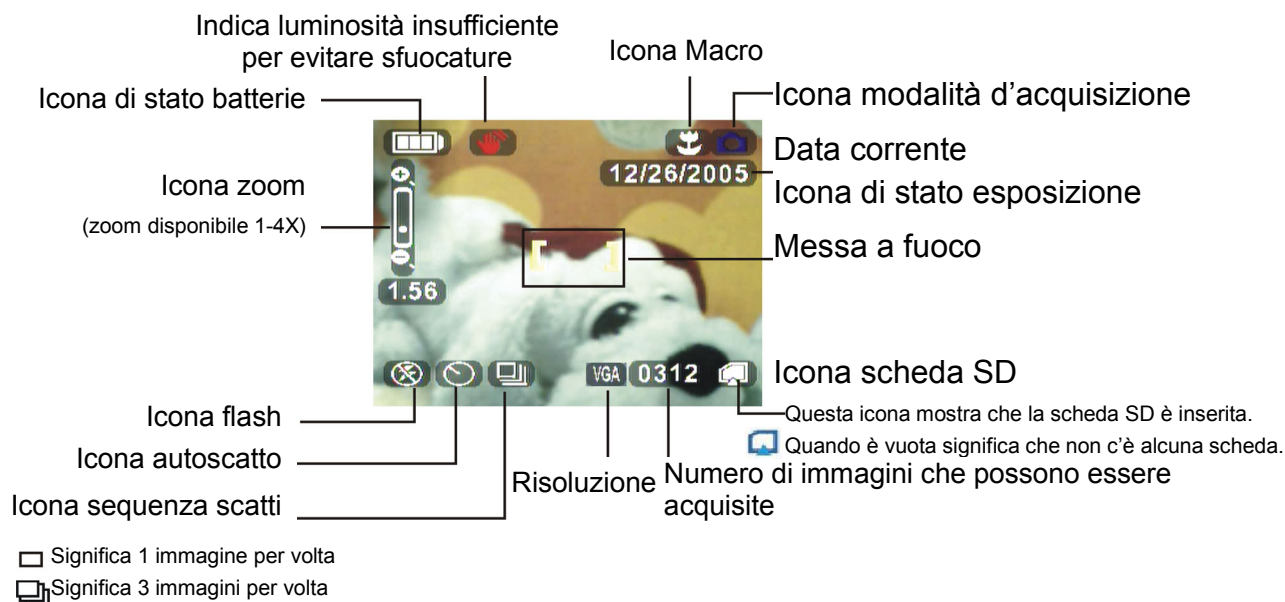 Indica luminosità insufficiente
per evitare sfuocature
Icona Macro
Icona di stato batterie
Icona modalità d'acquisizione
12/26/2005
Data corrente
Icona zoom
(zoom disponibile 1-4X)
Icona di stato esposizione
Messa a fuoco
1.56
VGA 0312
Icona scheda SD
Icona flash
Questa icona mostra che la scheda SD è inserita.
Quando è vuota significa che non c'è alcuna scheda.
Icona autoscatto
Risoluzione
Numero di immagini che possono essere
acquisite
Icona sequenza scatti
Significa 1 immagine per volta
Significa 3 immagini per volta